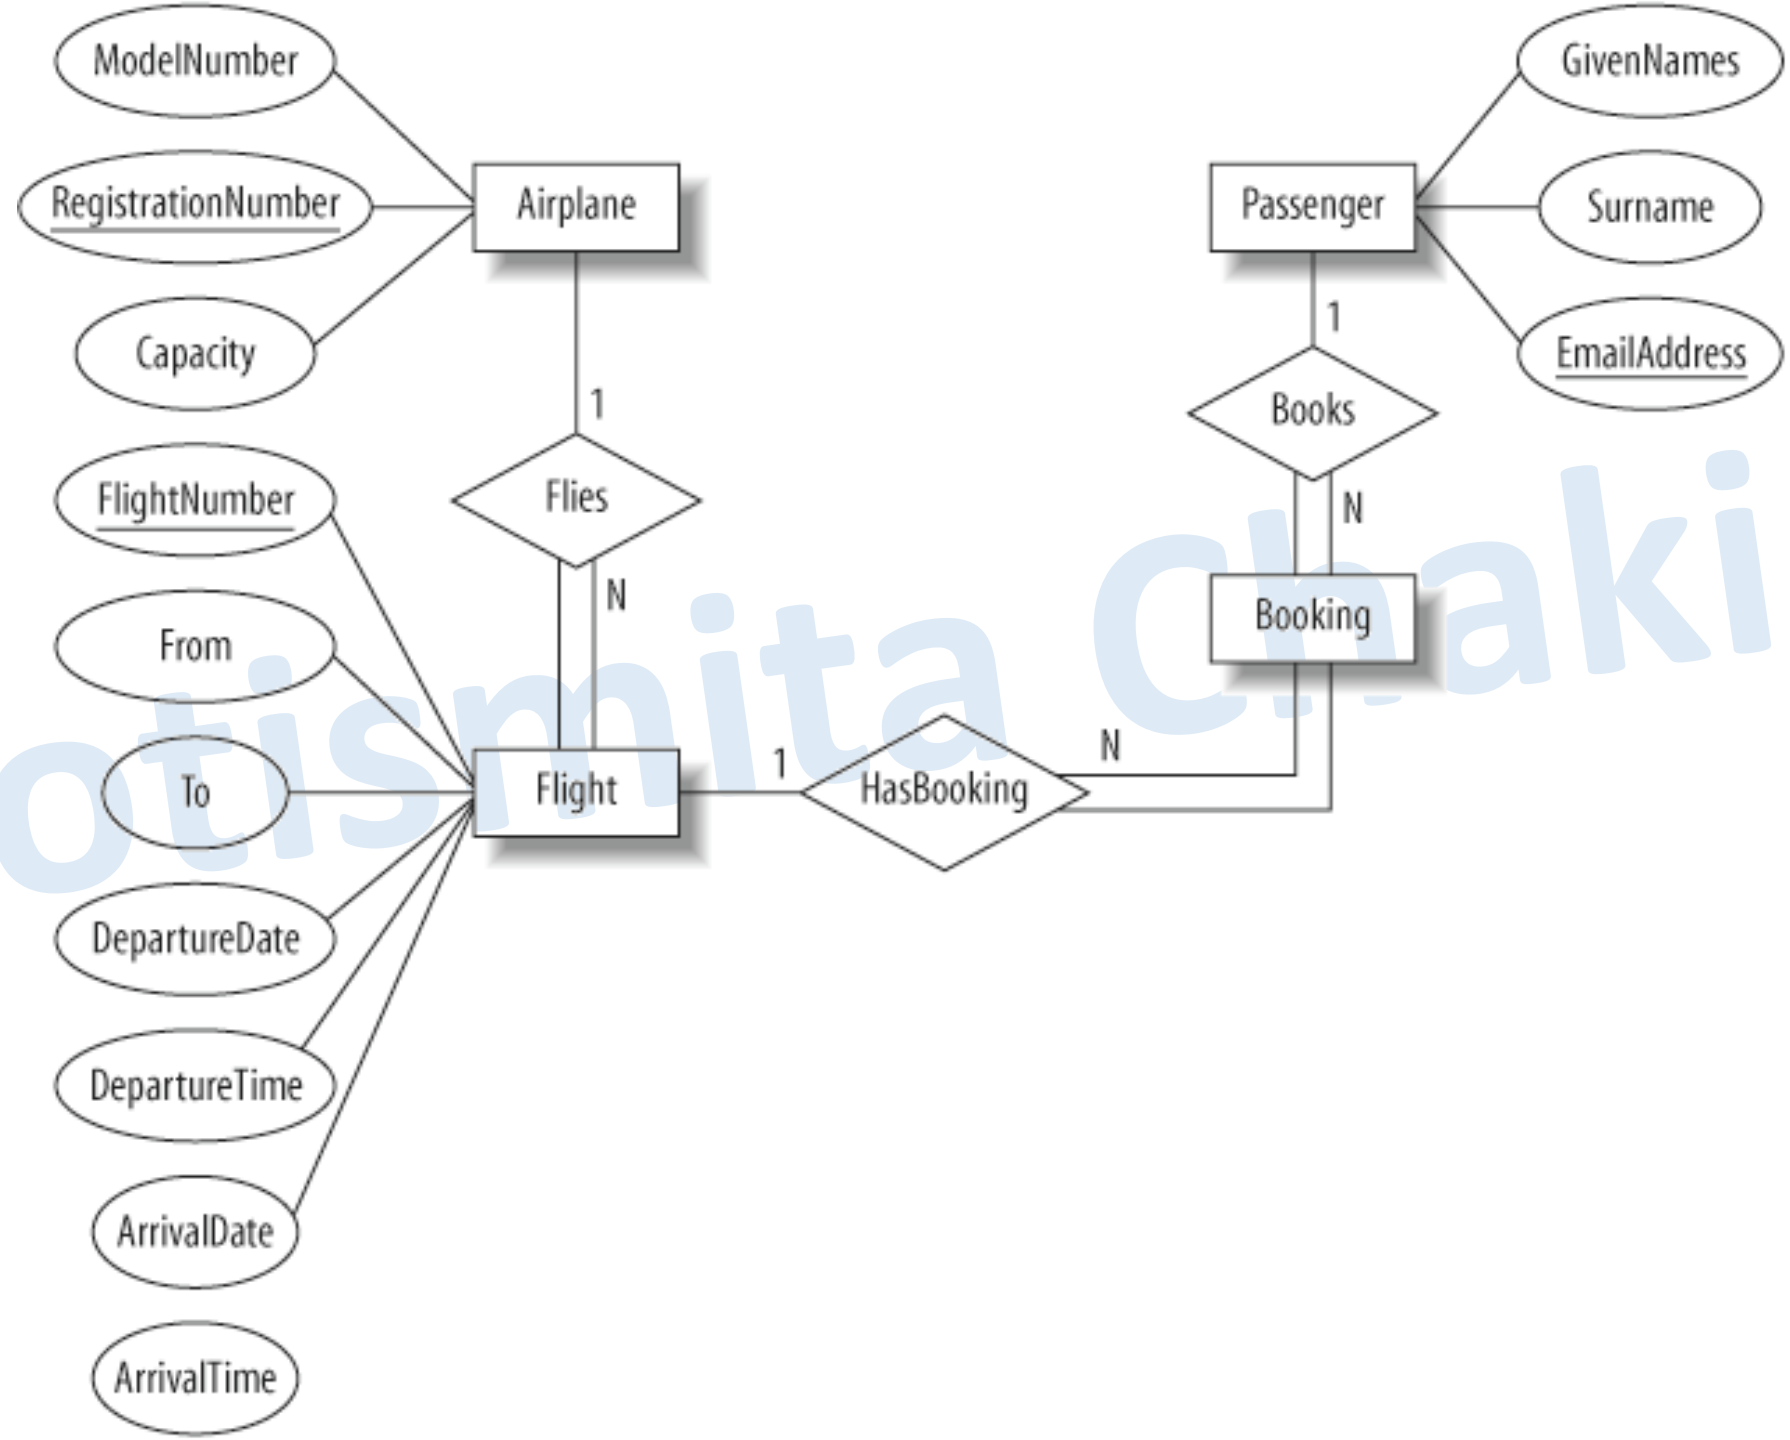 ModelNumber
RegistrationNumber
Capacity
Airplane
1
Flies
N
FlightNumber
From
To
DepartureDate
DepartureTime
ArrivalDate
ArrivalTime
Flight
1
HasBooking
N
Passenger
GivenNames
Surname
EmailAddress
1
Books
N
Booking
otismita Chaki